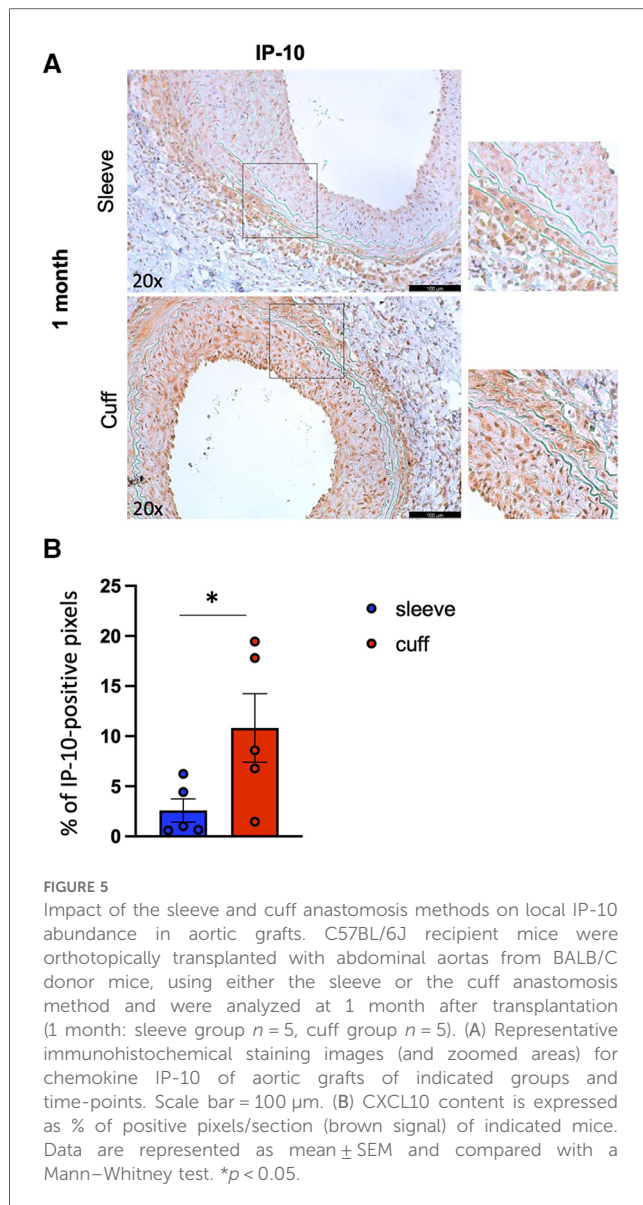 A
IP-10
1 month
Sleeve
20x
100 µm
Cuff
20x
100 µm
B
% of IP-10-positive pixels
25
20
15
10
5
0
*
sleeve
cuff
FIGURE 5
Impact of the sleeve and cuff anastomosis methods on local IP-10
abundance in aortic grafts. C57BL/6J recipient mice were
orthotopically transplanted with abdominal aortas from BALB/C
donor mice, using either the sleeve or the cuff anastomosis
method and were analyzed at 1 month after transplantation
(1 month: sleeve group n = 5, cuff group n = 5). (A) Representative
immunohistochemical staining images (and zoomed areas) for
chemokine IP-10 of aortic grafts of indicated groups and
time-points. Scale bar = 100 µm. (B) CXCL10 content is expressed
as % of positive pixels/section (brown signal) of indicated mice.
Data are represented as mean ± SEM and compared with a
Mann–Whitney test. *p < 0.05.